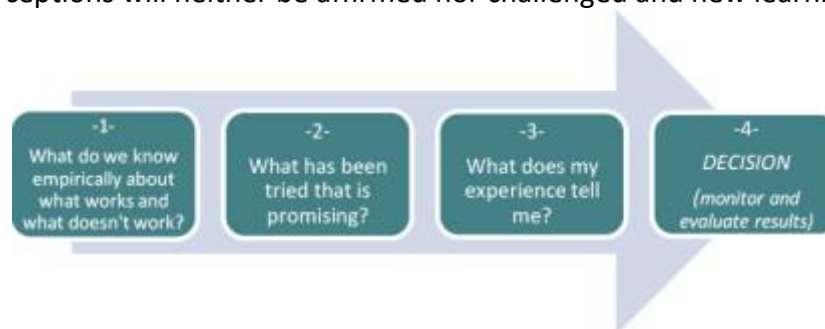 will neither be affirmed nor challenged and new
-1-
What do we know
empirically about
what works and
what doesn't work?
-2-
What has been
tried that is
promising?
-3-
What does my
experience tell
me?
-4-
DECISION
(monitor and
evaluate results)